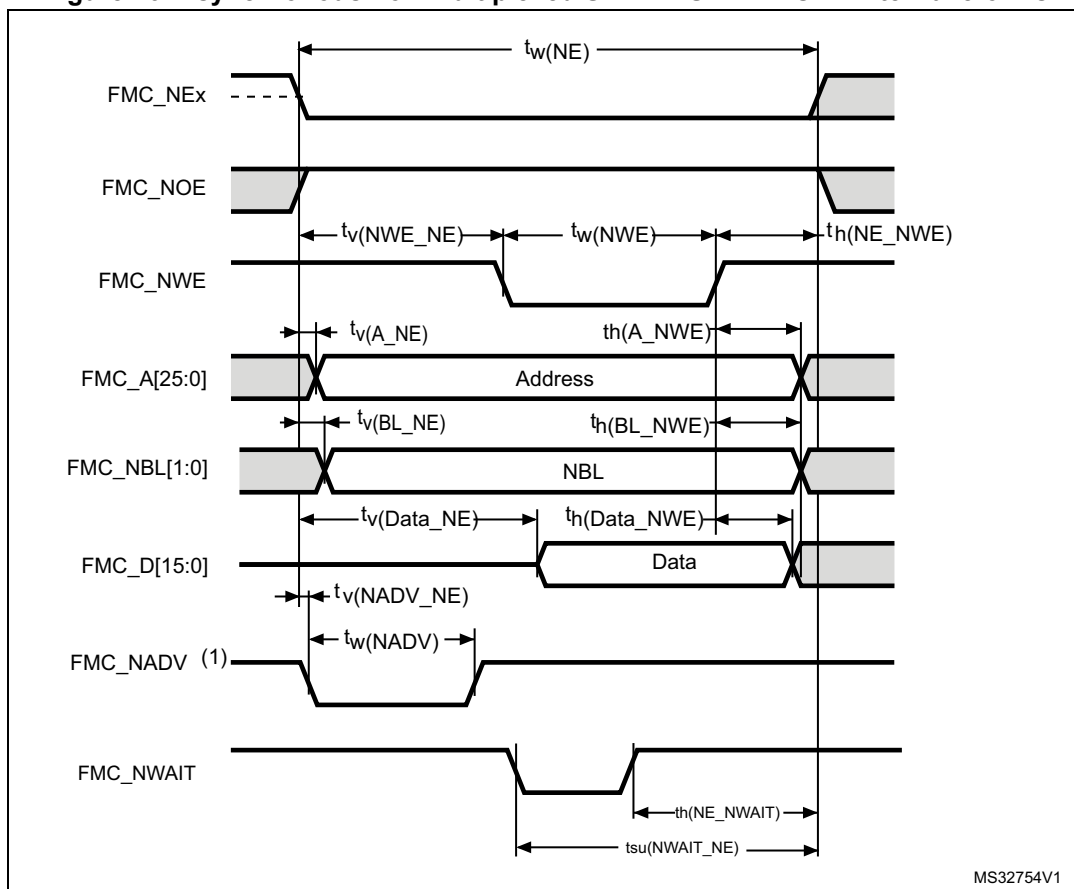 tw(NE)
FMC_NEx
FMC_NOE
tv(NWE_NE) tw(NWE) th(NE_NWE)
FMC_NWE
tv(A_NE) th(A_NWE)
FMC_A[25:0] Address
tv(BL_NE) th(BL_NWE)
FMC_NBL[1:0] NBL
tv(Data_NE) th(Data_NWE)
FMC_D[15:0] Data
tv(NADV_NE)
tw(NADV)
FMC_NADV (1)
FMC_NWAIT
th(NE_NWAIT)
tsu(NWAIT_NE)
MS32754V1